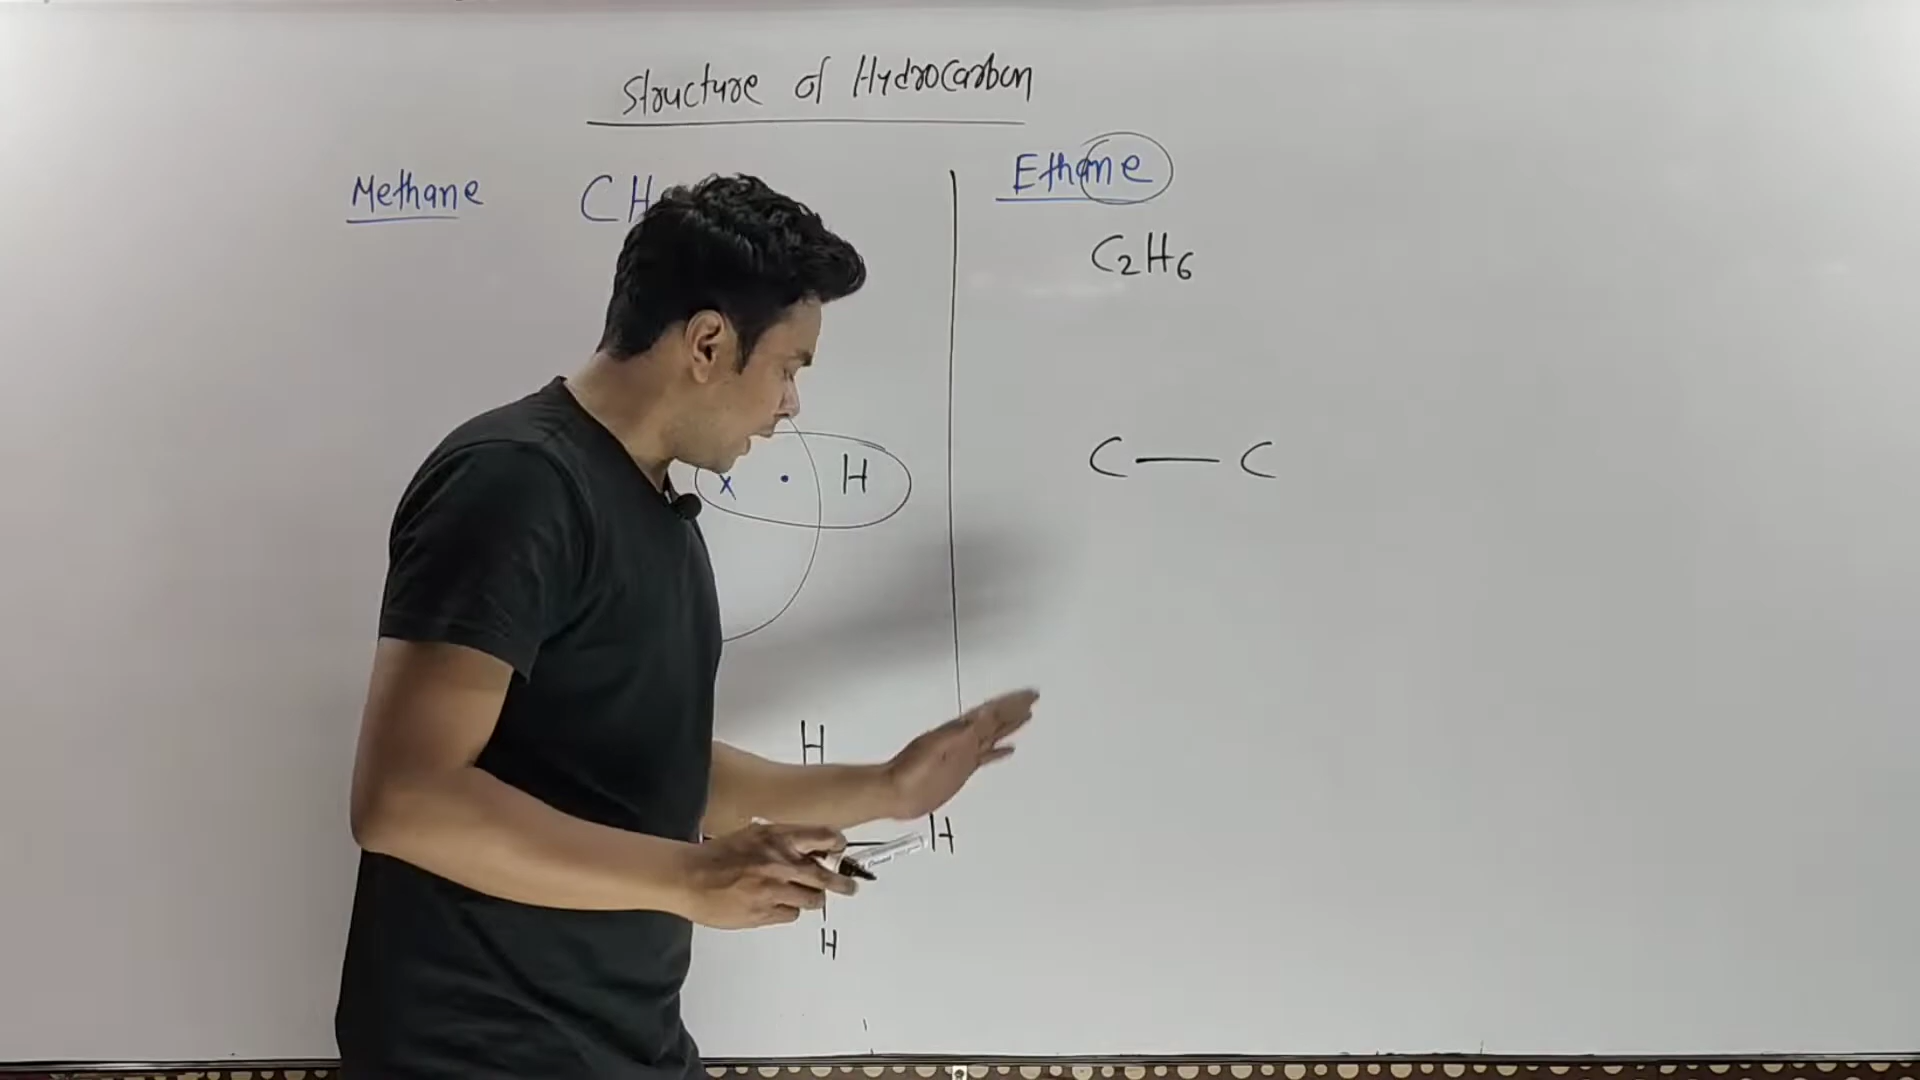 Structure of Hydrocarbon
Methane CH
x • H
H
H
H
Ethane
C2H6
C — C